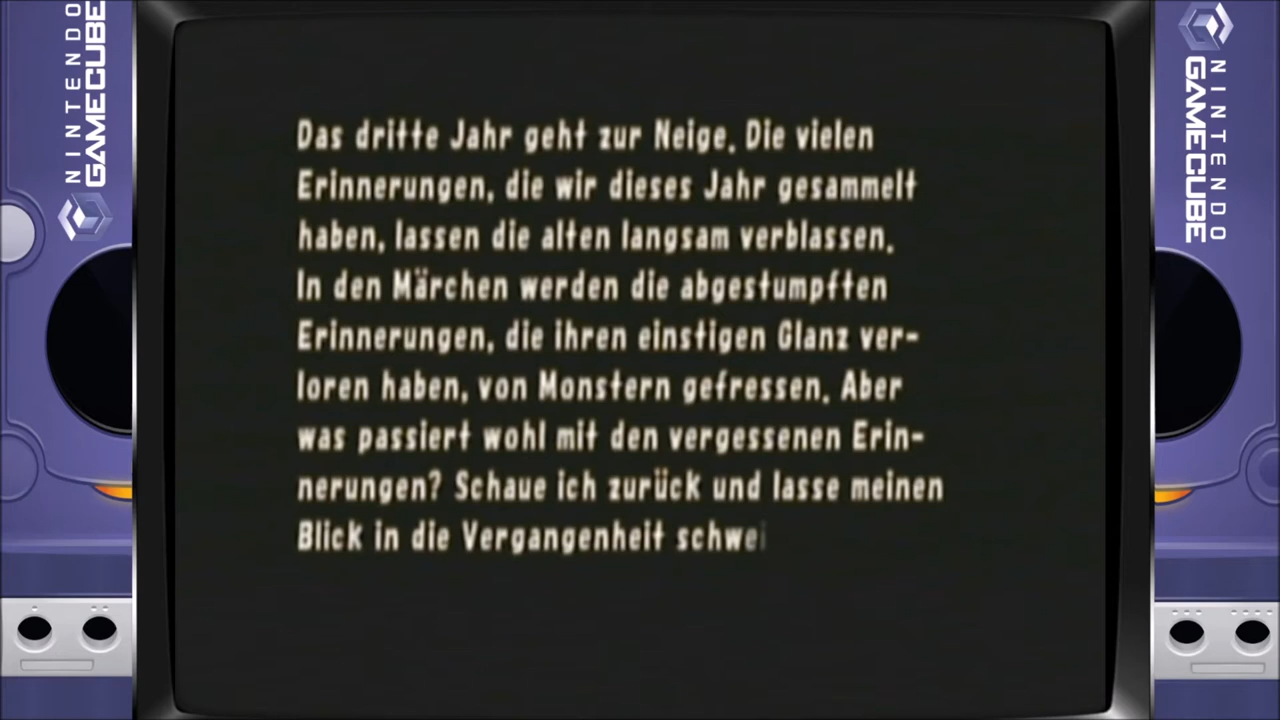 NINTENDO
GAMECUBE
Das dritte Jahr geht zur Neige. Die vielen
Erinnerungen, die wir dieses Jahr gesammelt
haben, lassen die alten langsam verblassen.
In den Märchen werden die abgestumpften
Erinnerungen, die ihren einstigen Glanz ver-
loren haben, von Monstern gefressen. Aber
was passiert wohl mit den vergessenen Erin-
nerungen? Schaue ich zurück und lasse meinen
Blick in die Vergangenheit schwei
NINTENDO
GAMECUBE